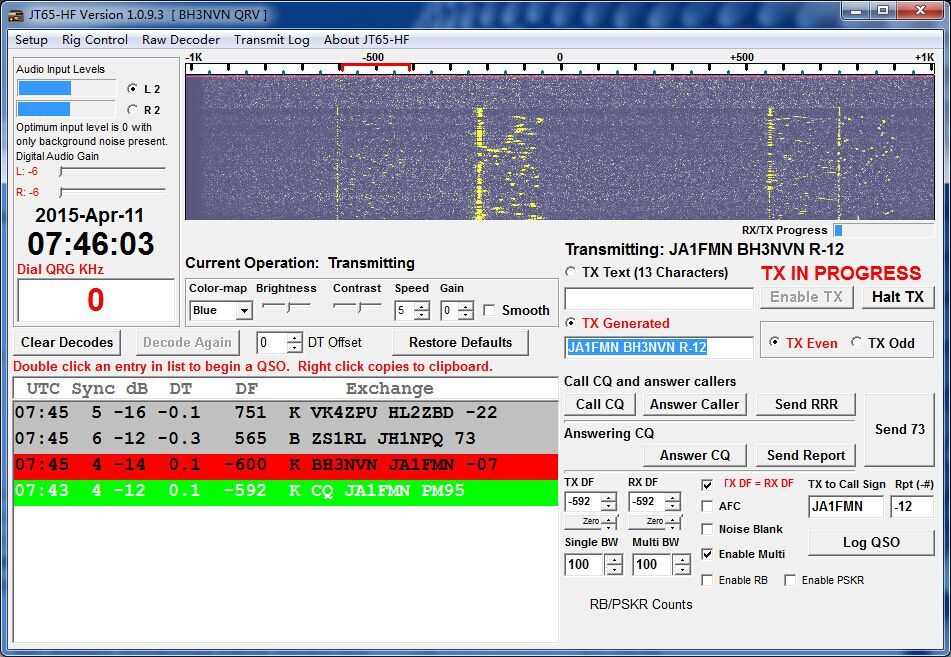 JT65-HF Version 1.0.9.3 [ BH3NVN QRV ]
Setup Rig Control Raw Decoder Transmit Log About JT65-HF
-1K -500 0 +500 +1K
Audio Input Levels
L 2
R 2
Optimum input level is 0 with
only background noise present.
Digital Audio Gain
L: -6
R: -6
2015-Apr-11
07:46:03
Dial QRG KHz
0
RX/TX Progress
Current Operation: Transmitting
Color-map Brightness Contrast Speed Gain
Blue 5 0 Smooth
Transmitting: JA1FMN BH3NVN R-12
TX Text (13 Characters) TX IN PROGRESS
Enable TX Halt TX
TX Generated
JA1FMN BH3NVN R-12
TX Even TX Odd
Clear Decodes Decode Again 0 DT Offset Restore Defaults
Double click an entry in list to begin a QSO. Right click copies to clipboard.
UTC Sync dB DT DF Exchange
07:45 5 -16 -0.1 751 K VK4ZPU HL2ZBD -22
07:45 6 -12 -0.3 565 B ZS1RL JH1NPQ 73
07:45 4 -14 0.1 -600 K BH3NVN JA1FMN -07
07:43 4 -12 0.1 -592 K CQ JA1FMN PM95
Call CQ and answer callers
Call CQ Answer Caller Send RRR
Send 73
Answering CQ
Answer CQ Send Report
TX DF RX DF TX DF = RX DF TX to Call Sign Rpt (-#)
-592 -592 AFC JA1FMN -12
Zero Zero Noise Blank
Single BW Multi BW Enable Multi Log QSO
100 100
Enable RB Enable PSKR
RB/PSKR Counts